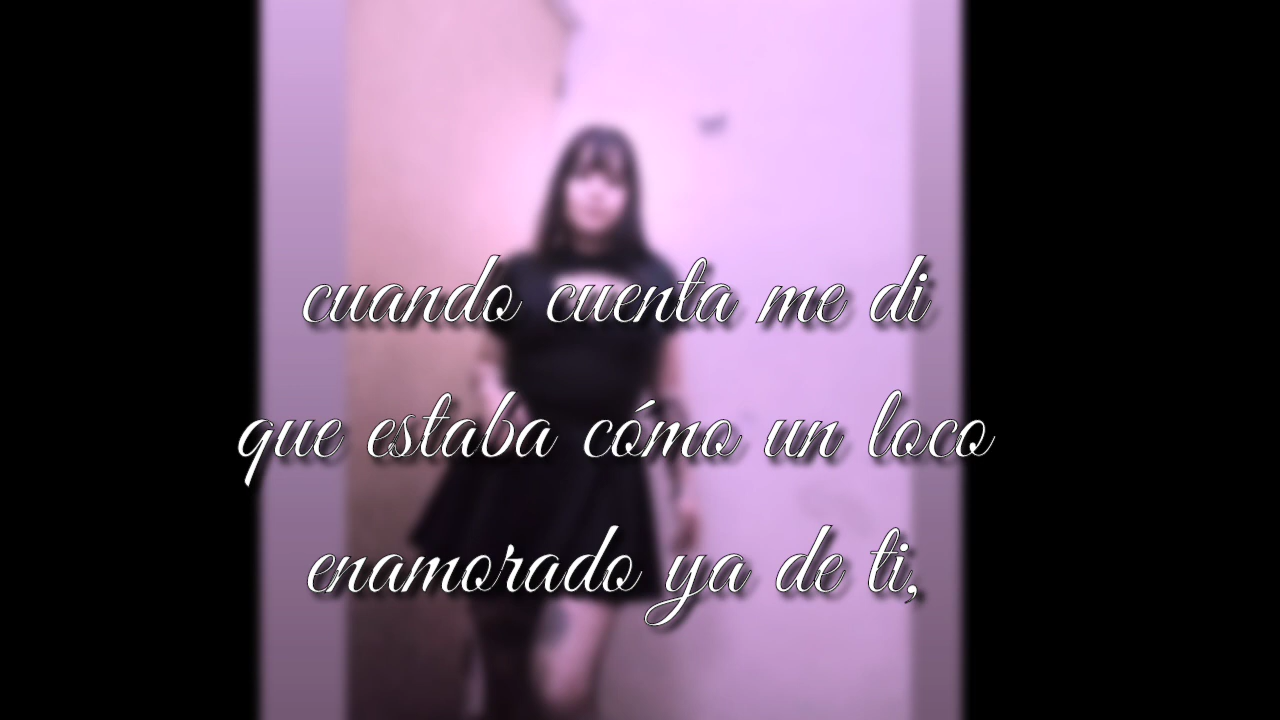 cuando cuenta me di
que estaba cómo un loco
enamorado ya de ti,